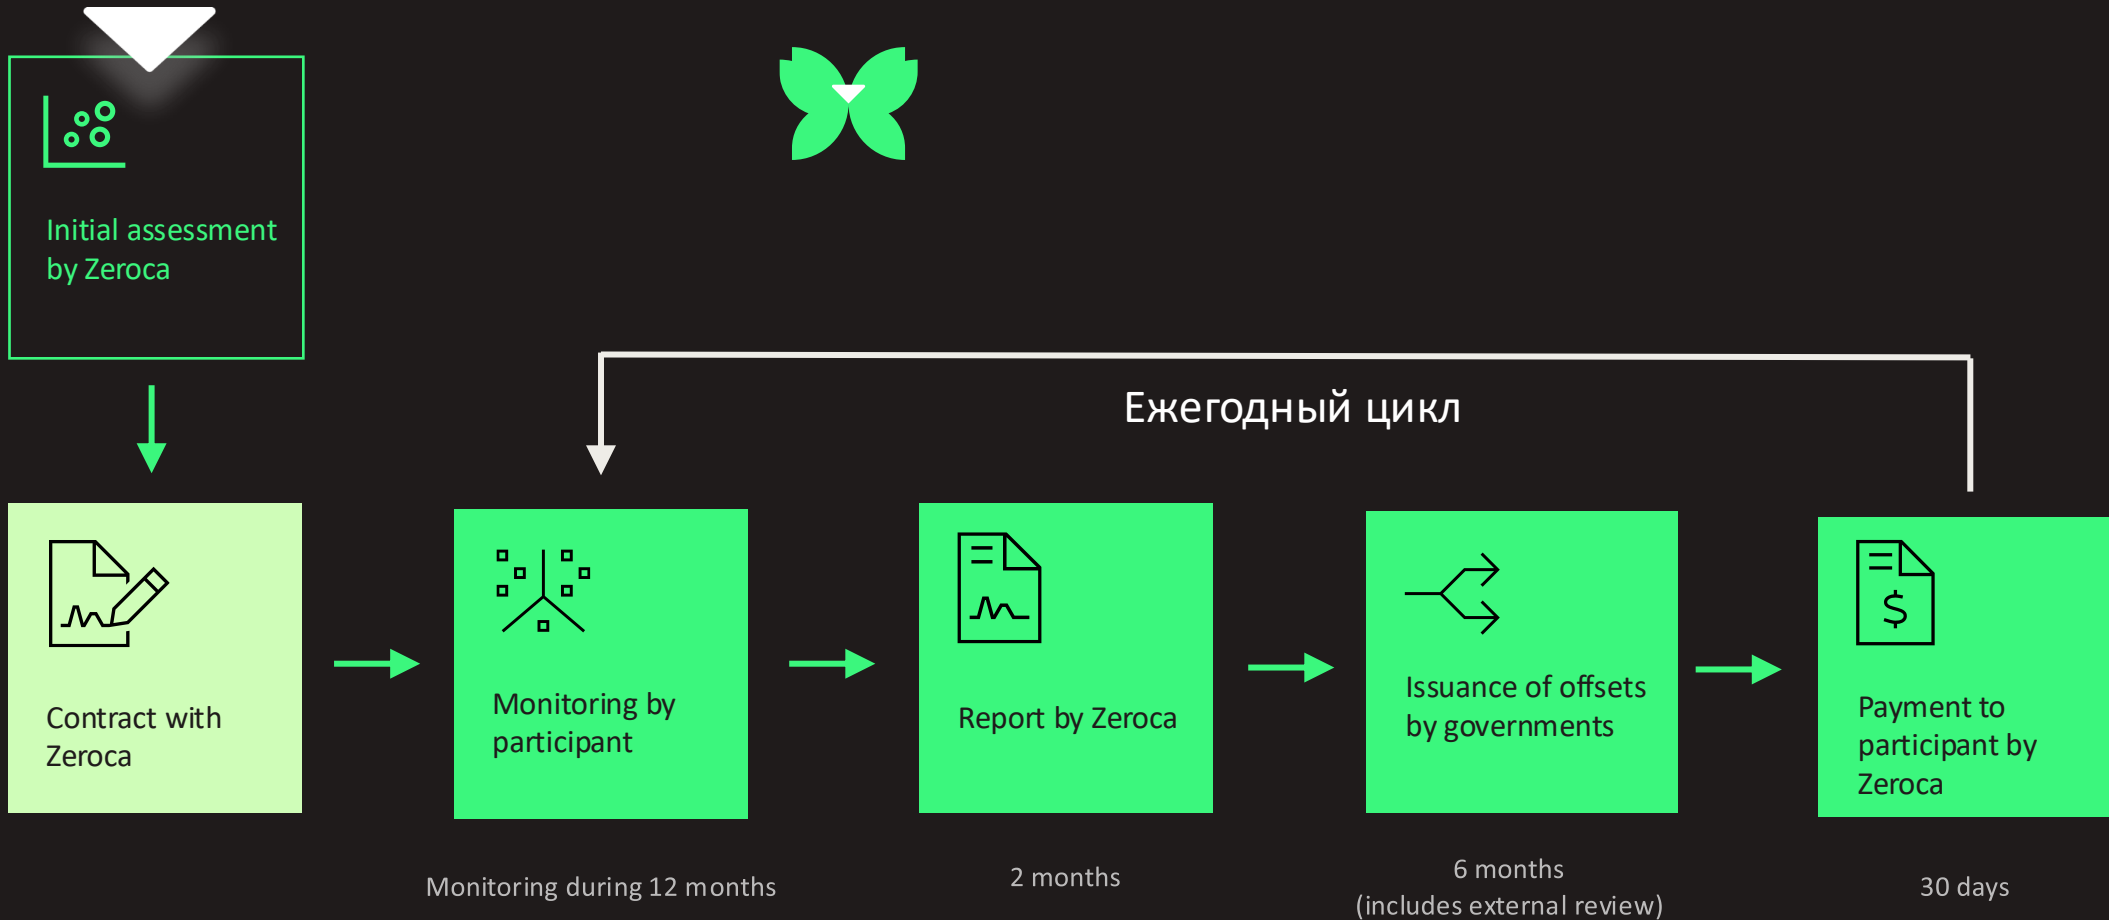 Initial assessment
by Zeroca
Ежегодный цикл
Contract with
Zeroca
Monitoring by
participant
Report by Zeroca
Issuance of offsets
by governments
Payment to
participant by
Zeroca
Monitoring during 12 months
2 months
6 months
(includes external review)
30 days